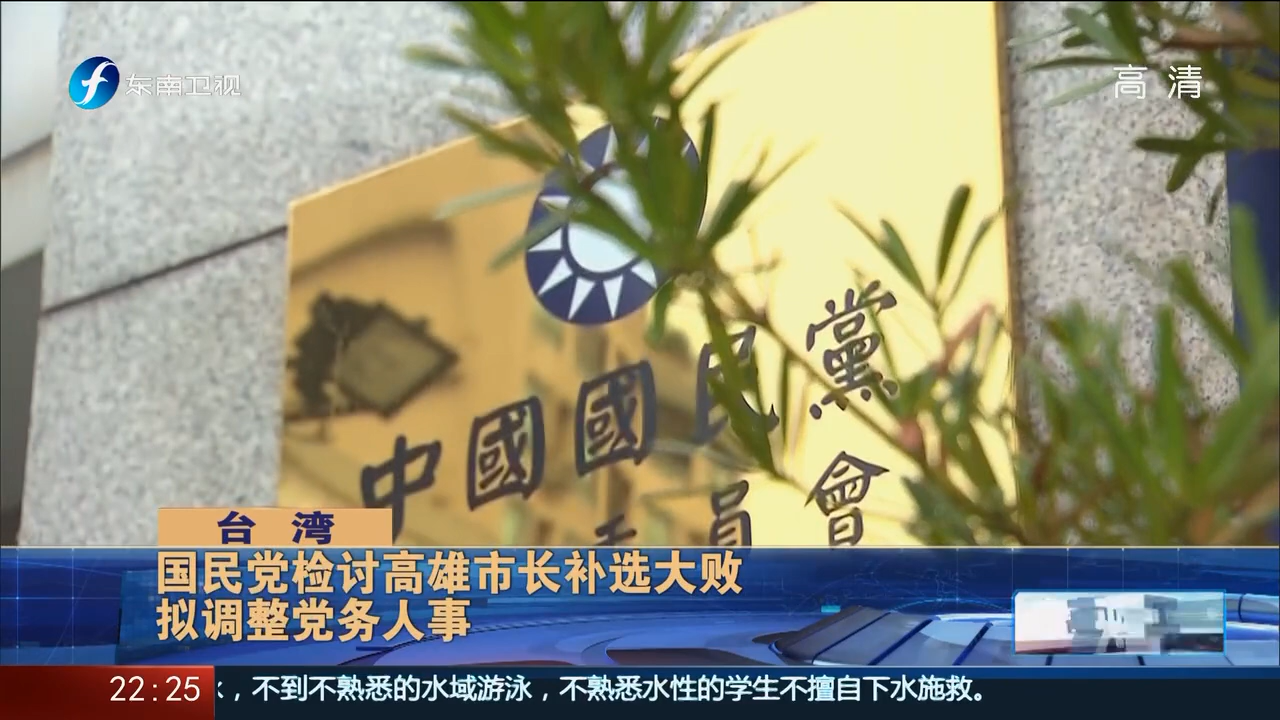 东南卫视
高清
中國國民黨
員會
台湾
国民党检讨高雄市长补选大败
拟调整党务人事
22:25
，不到不熟悉的水域游泳，不熟悉水性的学生不擅自下水施救。